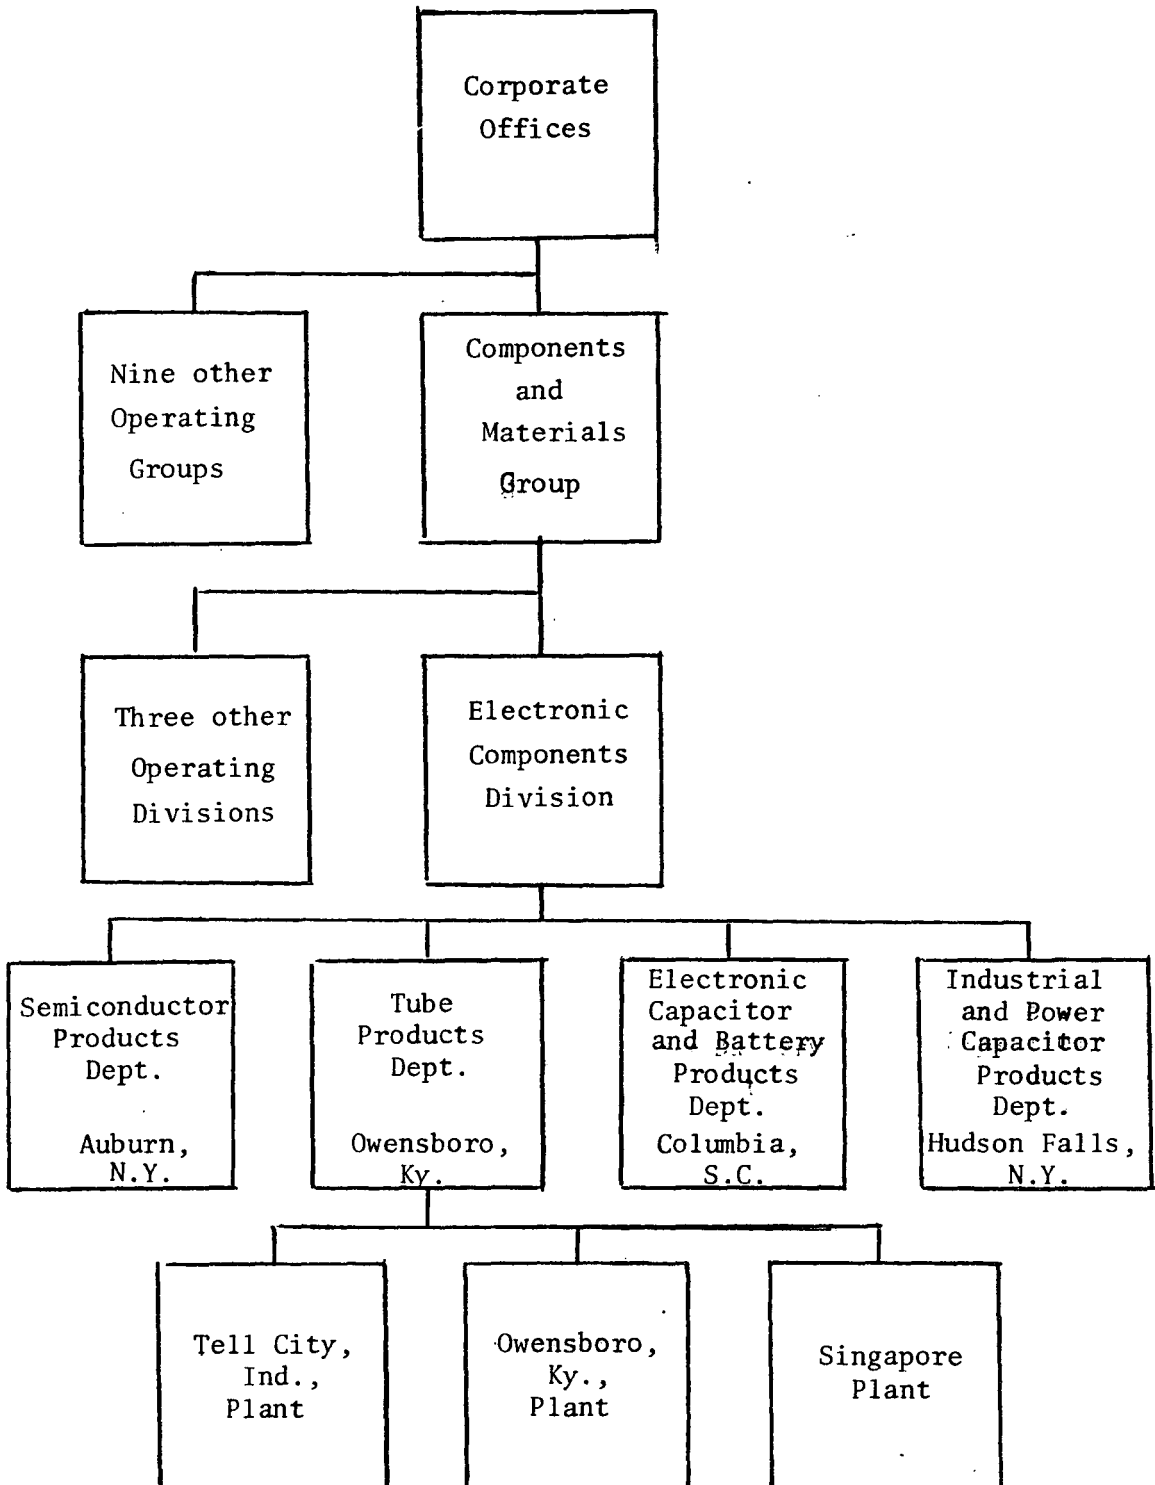 Corporate
Offices
Nine other
Operating
Groups
Components
and
Materials
Group
Three other
Operating
Divisions
Electronic
Components
Division
Semiconductor
Products
Dept.
Auburn,
N.Y.
Tube
Products
Dept.
Owensboro,
Ky.
Electronic
Capacitor
and Battery
Products
Dept.
Columbia,
S.C.
Industrial
and Power
Capacitor
Products
Dept.
Hudson Falls,
N.Y.
Tell City,
Ind.,
Plant
Owensboro,
Ky.,
Plant
Singapore
Plant